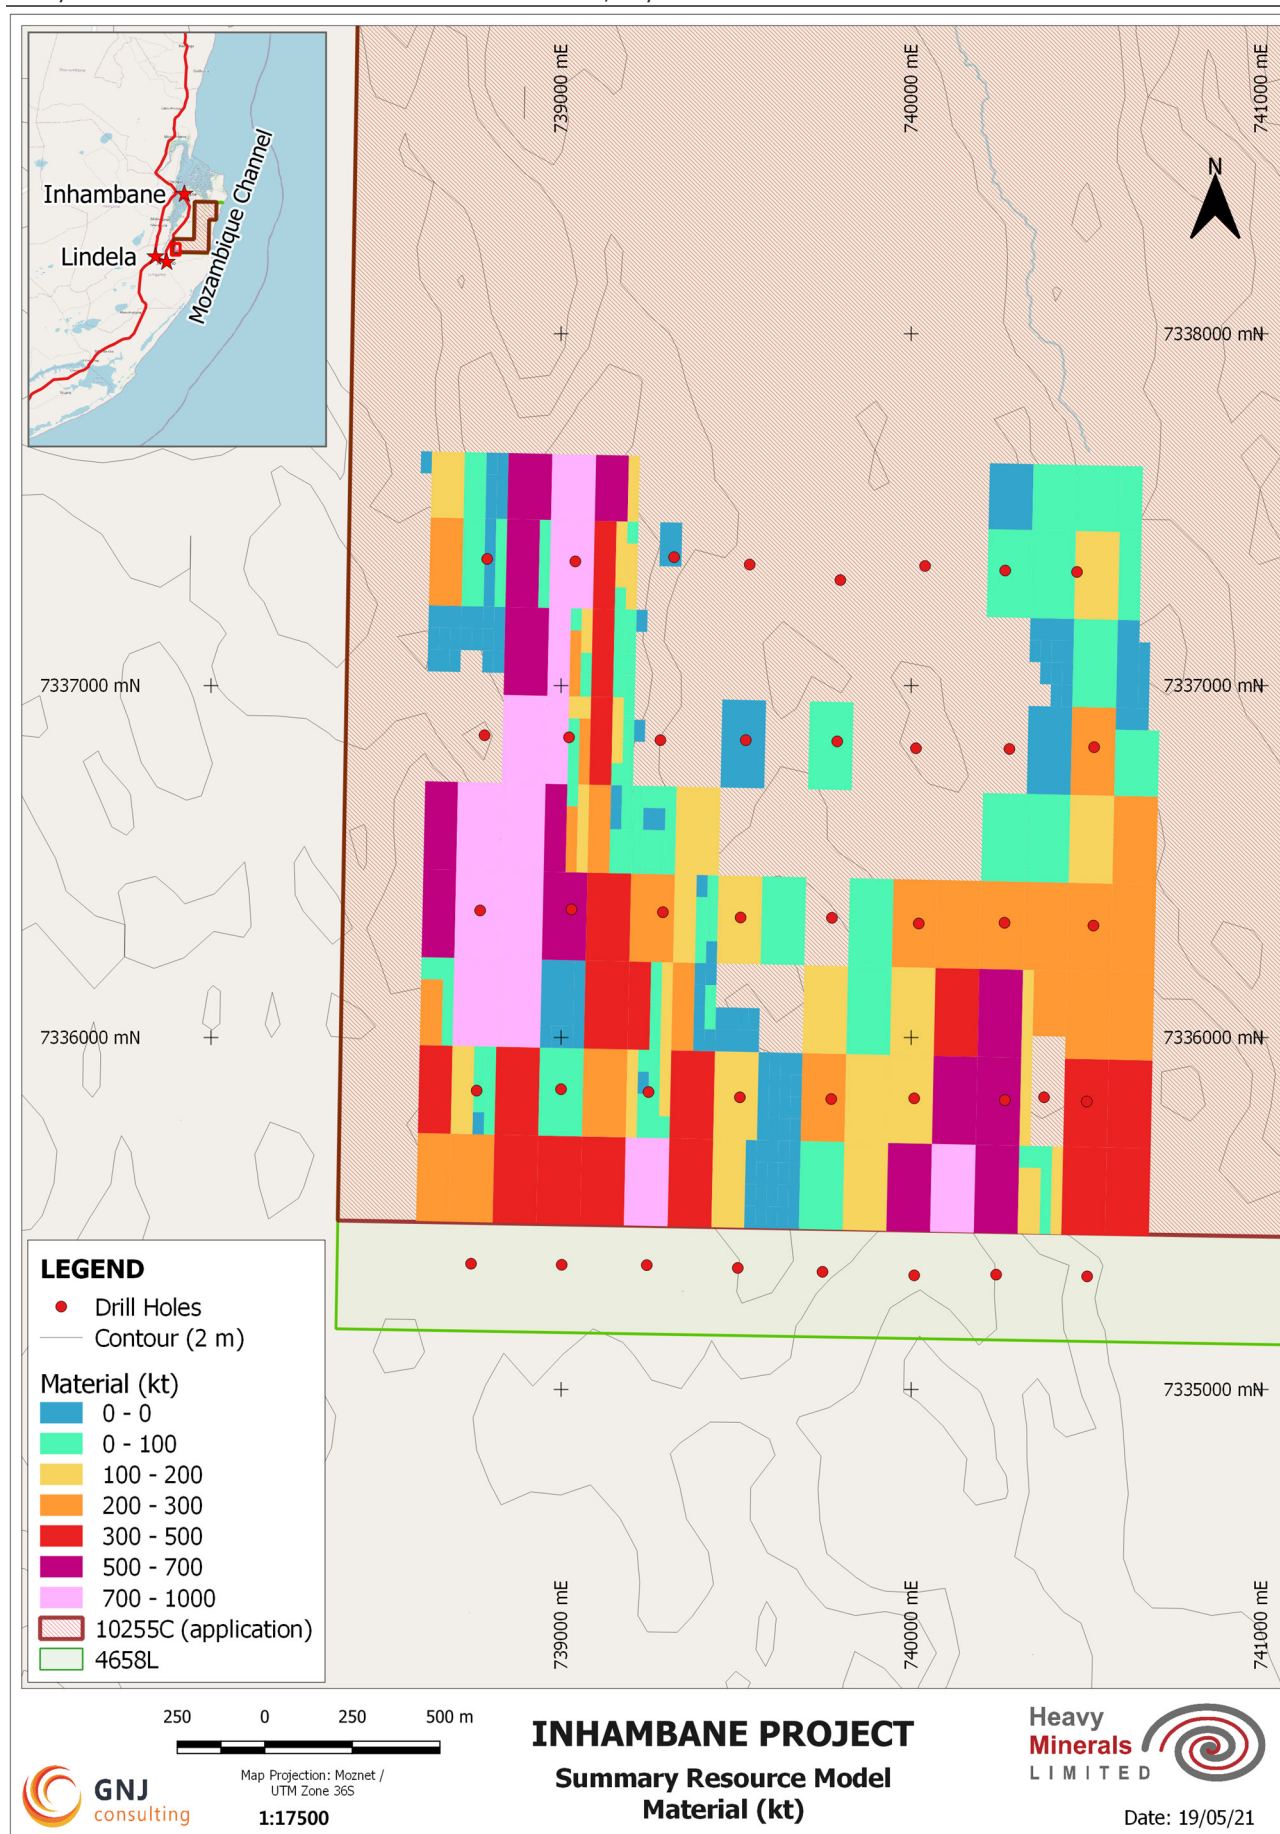 739000 mE
740000 mE
741000 mE
Inhambane
Lindela
Mozambique Channel
N
7338000 mN
7337000 mN
7337000 mN
7336000 mN
7336000 mN
7335000 mN
739000 mE
740000 mE
741000 mE
LEGEND
Drill Holes
Contour (2 m)
Material (kt)
0 - 0
0 - 100
100 - 200
200 - 300
300 - 500
500 - 700
700 - 1000
10255C (application)
4658L
250 0 250 500 m
Map Projection: Moznet /
UTM Zone 36S
1:17500
GNJ
consulting
INHAMBANE PROJECT
Summary Resource Model
Material (kt)
Heavy
Minerals
LIMITED
Date: 19/05/21